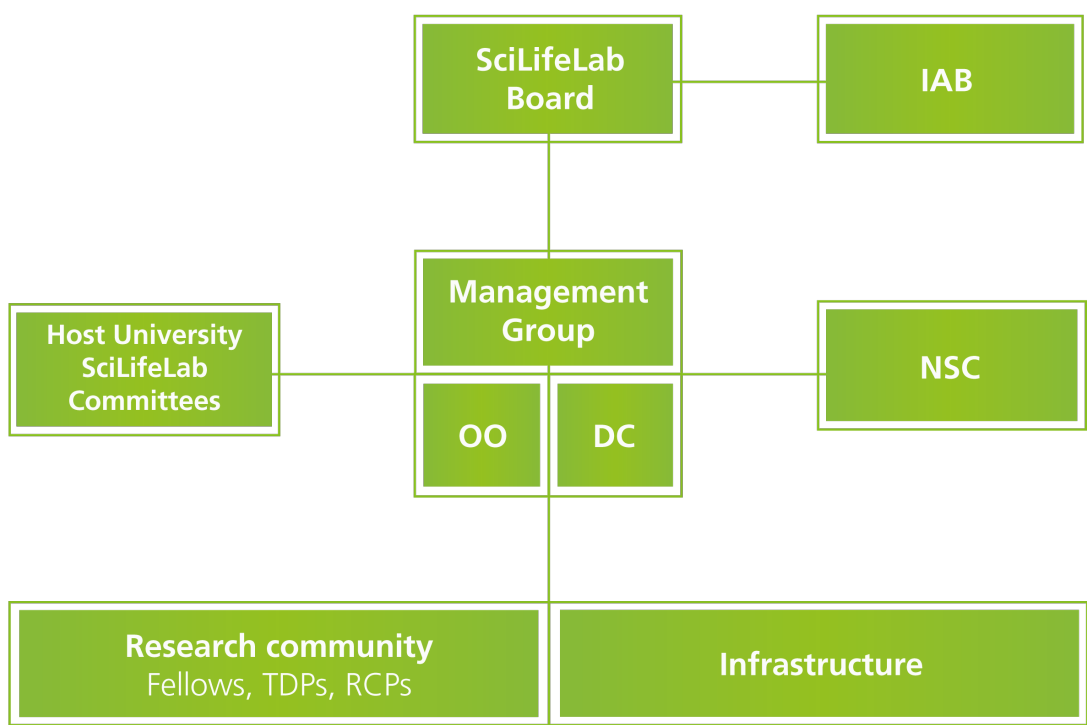 SciLifeLab
Board
IAB
Management
Group
Host University
SciLifeLab
Committees
NSC
OO
DC
Research community
Fellows, TDPs, RCPs
Infrastructure